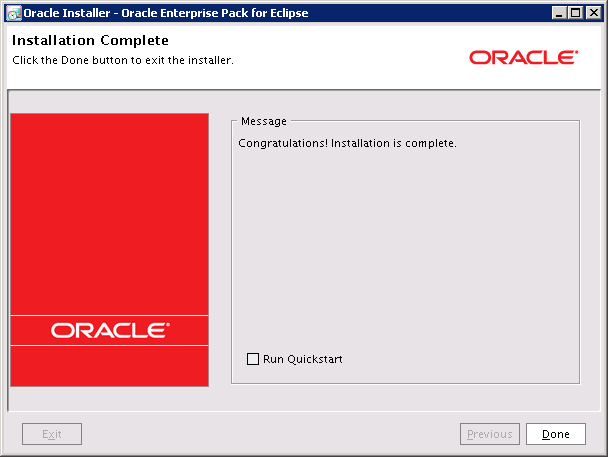 Oracle Installer - Oracle Enterprise Pack for Eclipse
Installation Complete
Click the Done button to exit the installer.
ORACLE®
Message
Congratulations! Installation is complete.
ORACLE®
Run Quickstart
Exit
Previous
Done